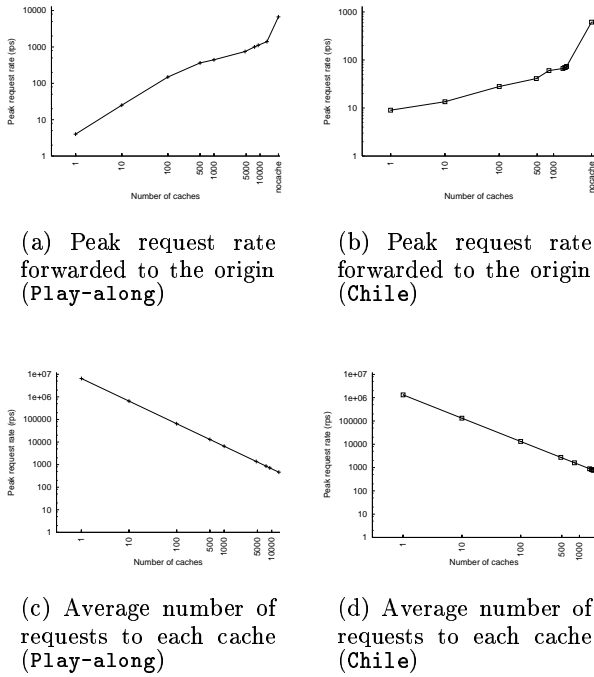 10000
1000
100
10
1
Peak request rate (rps)
1
10
100
500
1000
5000
10000
nocache
Number of caches
1000
100
10
1
Peak request rate (rps)
1
10
100
500
1000
nocache
Number of caches
(a) Peak request rate
forwarded to the origin
(Play-along)
(b) Peak request rate
forwarded to the origin
(Chile)
1e+07
1e+06
100000
10000
1000
100
10
1
Peak request rate (rps)
1
10
100
500
1000
5000
10000
Number of caches
1e+07
1e+06
100000
10000
1000
100
10
1
Peak request rate (rps)
1
10
100
500
1000
Number of caches
(c) Average number of
requests to each cache
(Play-along)
(d) Average number of
requests to each cache
(Chile)